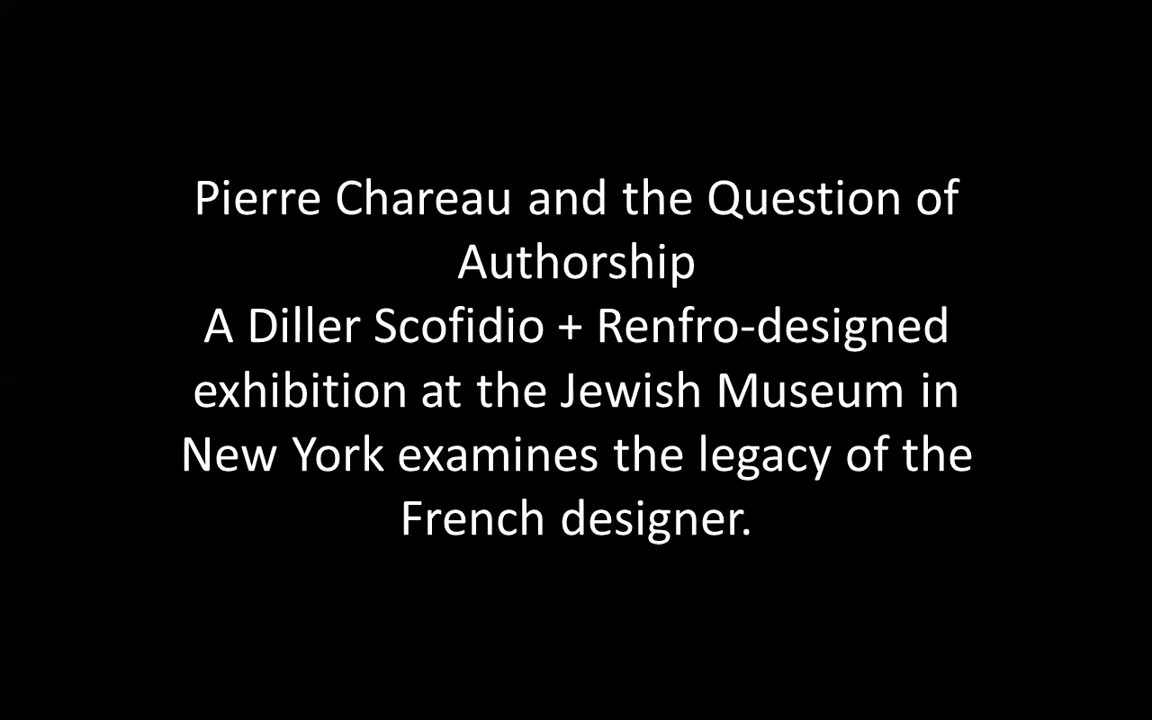 Pierre Chareau and the Question of
Authorship
A Diller Scofidio + Renfro-designed
exhibition at the Jewish Museum in
New York examines the legacy of the
French designer.